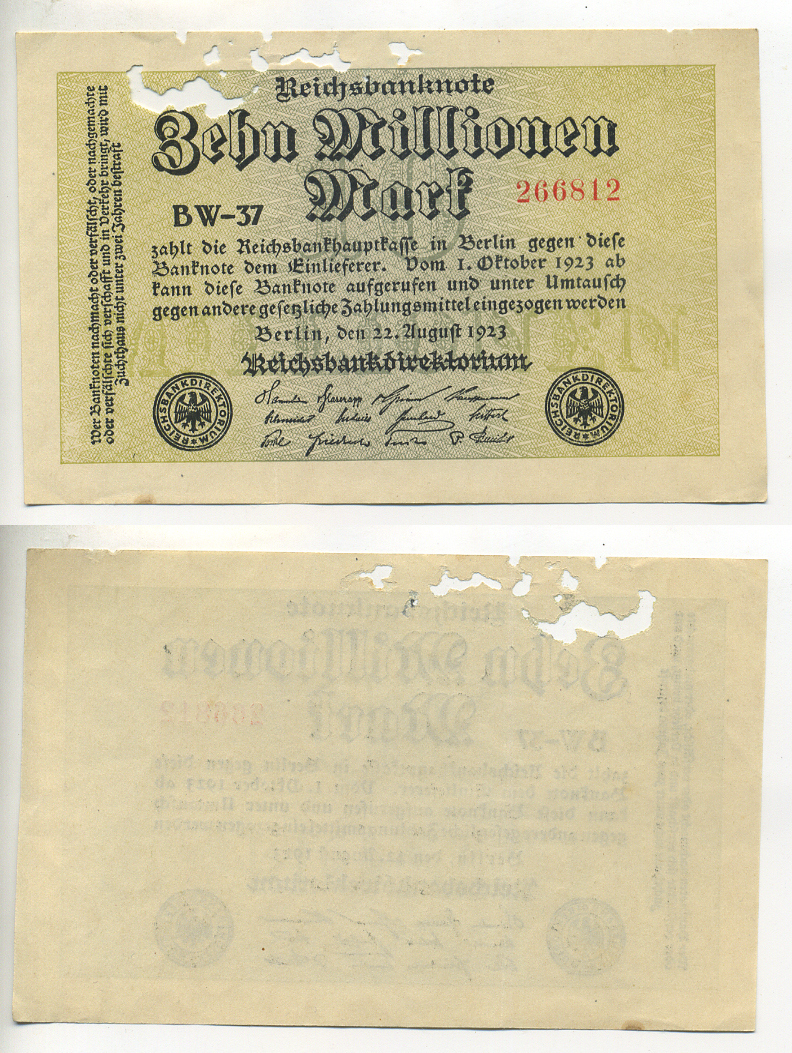 Reichsbanknote
Zehn Millionen
Mark
BW-37
266812
zahlt die Reichsbankhauptkasse in Berlin gegen diese
Banknote dem Einlieferer. Vom 1. Oktober 1923 ab
kann diese Banknote aufgerufen und unter Umtausch
gegen andere gesetzliche Zahlungsmittel eingezogen werden
Berlin, den 22. August 1923
Reichsbankdirektorium
REICHSBANKDIREKTORIUM
REICHSBANKDIREKTORIUM
Wer Banknoten nachmacht oder verfälscht, oder nachgemachte
oder verfälschte sich verschafft und in Verkehr bringt, wird mit
Zuchthaus nicht unter zwei Jahren bestraft